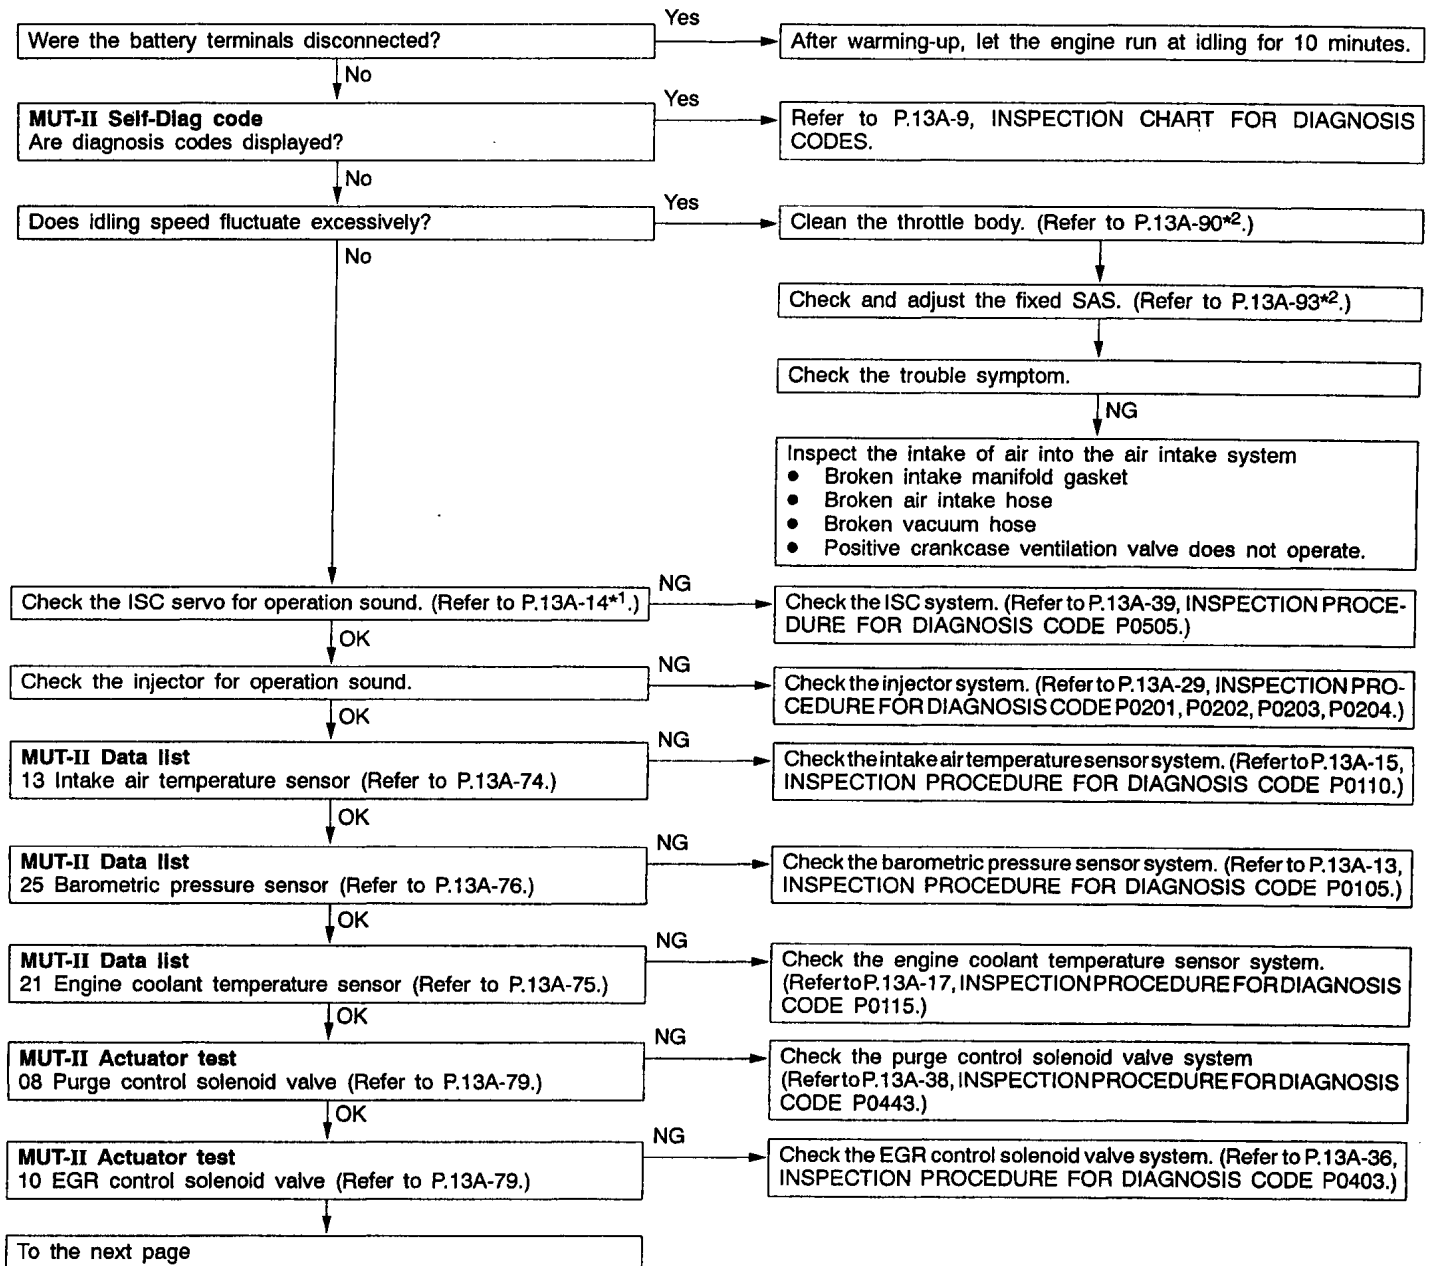 Yes
Were the battery terminals disconnected?
After warming-up, let the engine run at idling for 10 minutes.
No
Yes
MUT-II Self-Diag code
Are diagnosis codes displayed?
Refer to P.13A-9, INSPECTION CHART FOR DIAGNOSIS
CODES.
No
Yes
Does idling speed fluctuate excessively?
Clean the throttle body. (Refer to P.13A-90*2.)
No
Check and adjust the fixed SAS. (Refer to P.13A-93*2.)
Check the trouble symptom.
NG
Inspect the intake of air into the air intake system
● Broken intake manifold gasket
● Broken air intake hose
● Broken vacuum hose
● Positive crankcase ventilation valve does not operate.
NG
Check the ISC servo for operation sound. (Refer to P.13A-14*1.)
Check the ISC system. (Refer to P.13A-39, INSPECTION PROCE-
DURE FOR DIAGNOSIS CODE P0505.)
OK
NG
Check the injector for operation sound.
Check the injector system. (Refer to P.13A-29, INSPECTION PRO-
CEDURE FOR DIAGNOSIS CODE P0201, P0202, P0203, P0204.)
OK
NG
MUT-II Data list
13 Intake air temperature sensor (Refer to P.13A-74.)
Check the intake air temperature sensor system. (Refer to P.13A-15,
INSPECTION PROCEDURE FOR DIAGNOSIS CODE P0110.)
OK
NG
MUT-II Data list
25 Barometric pressure sensor (Refer to P.13A-76.)
Check the barometric pressure sensor system. (Refer to P.13A-13,
INSPECTION PROCEDURE FOR DIAGNOSIS CODE P0105.)
OK
NG
MUT-II Data list
21 Engine coolant temperature sensor (Refer to P.13A-75.)
Check the engine coolant temperature sensor system.
(Refer to P.13A-17, INSPECTION PROCEDURE FOR DIAGNOSIS
CODE P0115.)
OK
NG
MUT-II Actuator test
08 Purge control solenoid valve (Refer to P.13A-79.)
Check the purge control solenoid valve system
(Refer to P.13A-38, INSPECTION PROCEDURE FOR DIAGNOSIS
CODE P0443.)
OK
NG
MUT-II Actuator test
10 EGR control solenoid valve (Refer to P.13A-79.)
Check the EGR control solenoid valve system. (Refer to P.13A-36,
INSPECTION PROCEDURE FOR DIAGNOSIS CODE P0403.)
To the next page